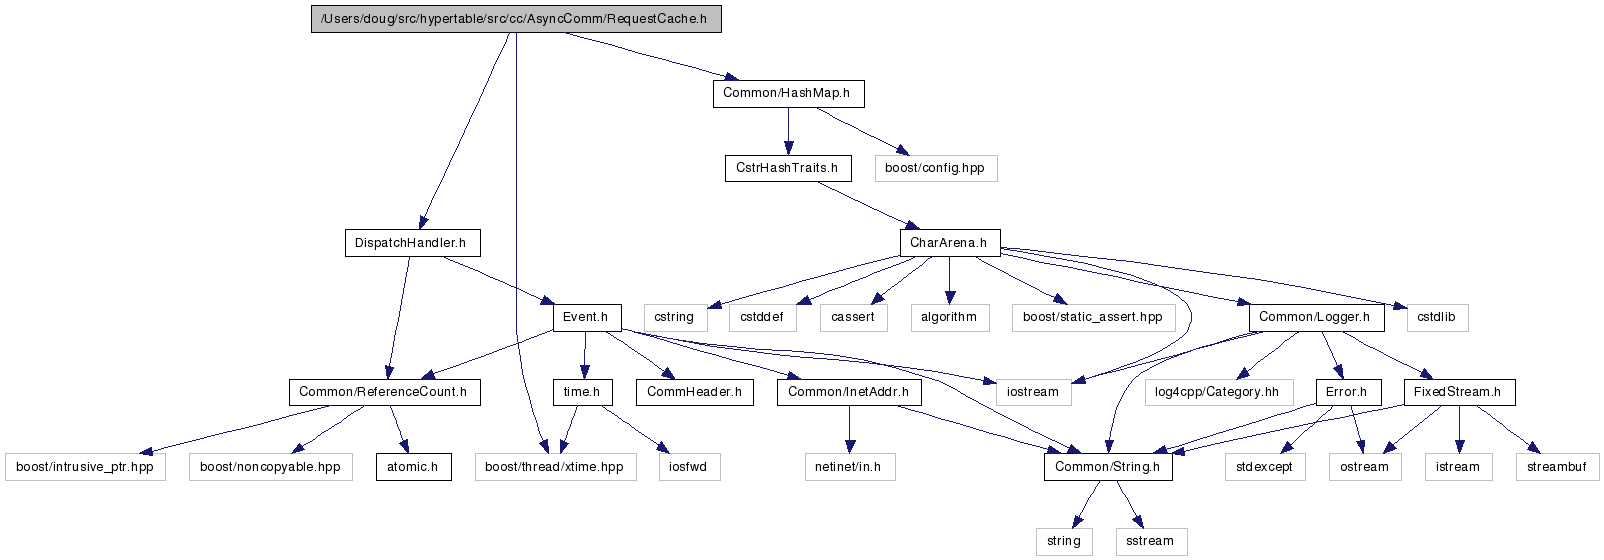 /Users/doug/src/hypertable/src/cc/AsyncComm/RequestCache.h
Common/HashMap.h
CstrHashTraits.h
boost/config.hpp
DispatchHandler.h
CharArena.h
Event.h
cstring
cstddef
cassert
algorithm
boost/static_assert.hpp
Common/Logger.h
cstdlib
Common/ReferenceCount.h
time.h
CommHeader.h
Common/InetAddr.h
iostream
log4cpp/Category.hh
Error.h
FixedStream.h
boost/intrusive_ptr.hpp
boost/noncopyable.hpp
atomic.h
boost/thread/xtime.hpp
iosfwd
netinet/in.h
Common/String.h
stdexcept
ostream
istream
streambuf
string
sstream